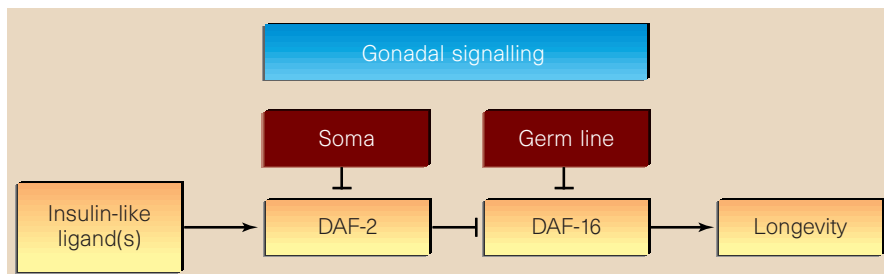 Gonadal signalling
Soma
Germ line
Insulin-like
ligand(s)
DAF-2
DAF-16
Longevity